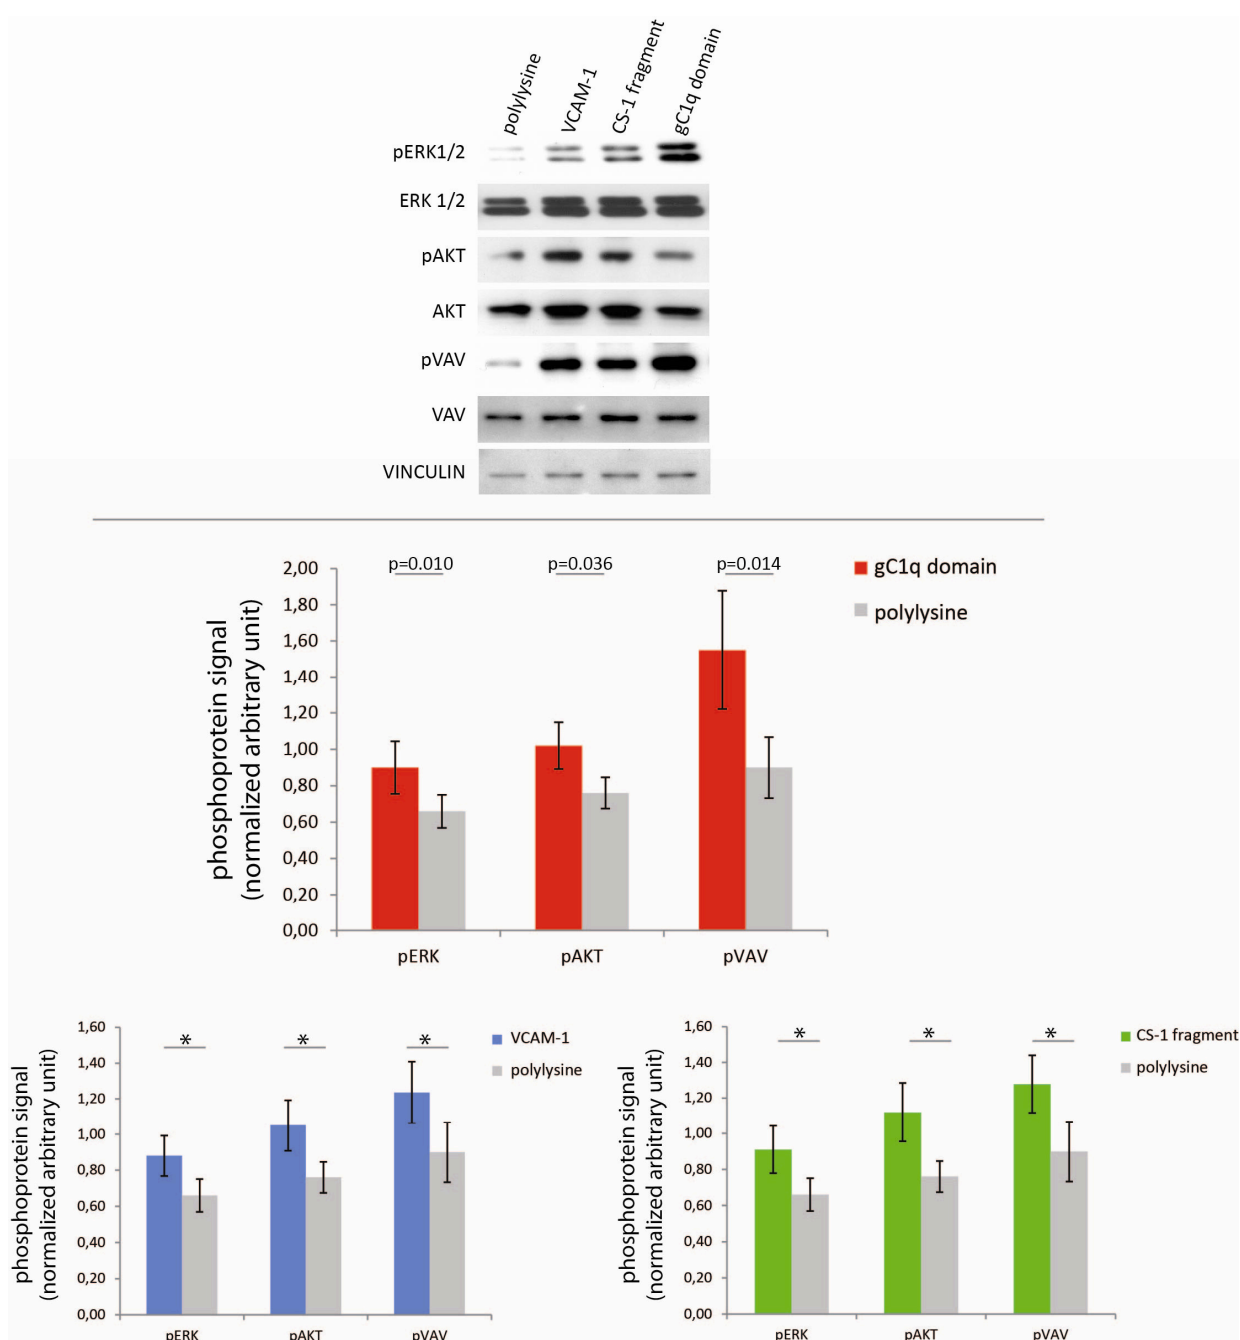 polylysine
VCAM-1
CS-1 fragment
gC1q domain
pERK1/2
ERK 1/2
pAKT
AKT
pVAV
VAV
VINCULIN
p=0.010
p=0.036
p=0.014
gC1q domain
polylysine
phosphoprotein signal
(normalized arbitrary unit)
2,00
1,80
1,60
1,40
1,20
1,00
0,80
0,60
0,40
0,20
0,00
pERK
pAKT
pVAV
phosphoprotein signal
(normalized arbitrary unit)
1,60
1,40
1,20
1,00
0,80
0,60
0,40
0,20
0,00
*
*
*
VCAM-1
polylysine
pERK
pAKT
pVAV
phosphoprotein signal
(normalized arbitrary unit)
1,60
1,40
1,20
1,00
0,80
0,60
0,40
0,20
0,00
*
*
*
CS-1 fragment
polylysine
pERK
pAKT
pVAV